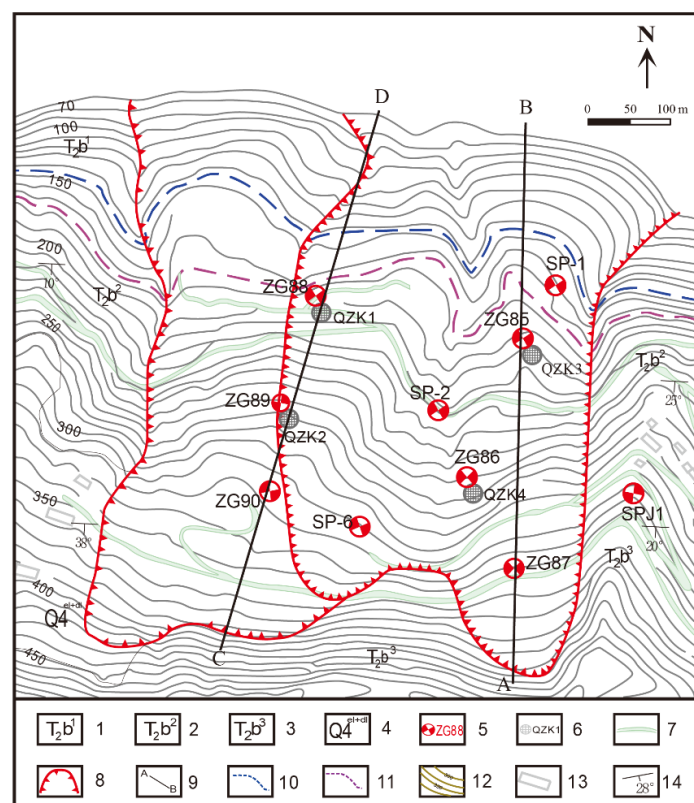 N
0 50 100 m
D
B
70
100
T₂b¹
150
SP-1
200
10°
T₂b²
ZG88
QZK1
ZG85
QZK3
250
T₂b²
25°
ZG89
SP-2
QZK2
300
ZG86
QZK4
ZG90
350
SPJ1
SP-6
38°
20°
T₂b³
ZG87
400
Q4ᵉˡ⁺ᵈˡ
C
T₂b³
450
A
T₂b¹ 1 T₂b² 2 T₂b³ 3 Q4ᵉˡ⁺ᵈˡ 4 ZG88 5 QZK1 6 7
8 A B 9 10 11 12 13 28° 14